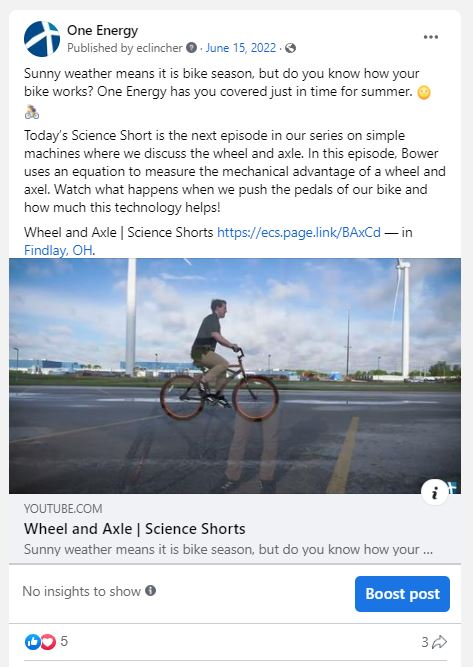 One Energy
Published by eclincher · June 15, 2022 ·
Sunny weather means it is bike season, but do you know how your
bike works? One Energy has you covered just in time for summer. 😳
🚴
Today's Science Short is the next episode in our series on simple
machines where we discuss the wheel and axle. In this episode, Bower
uses an equation to measure the mechanical advantage of a wheel and
axel. Watch what happens when we push the pedals of our bike and
how much this technology helps!
Wheel and Axle | Science Shorts https://ecs.page.link/BAxCd — in
Findlay, OH.
YOUTUBE.COM
Wheel and Axle | Science Shorts
Sunny weather means it is bike season, but do you know how your ...
No insights to show
Boost post
5
3